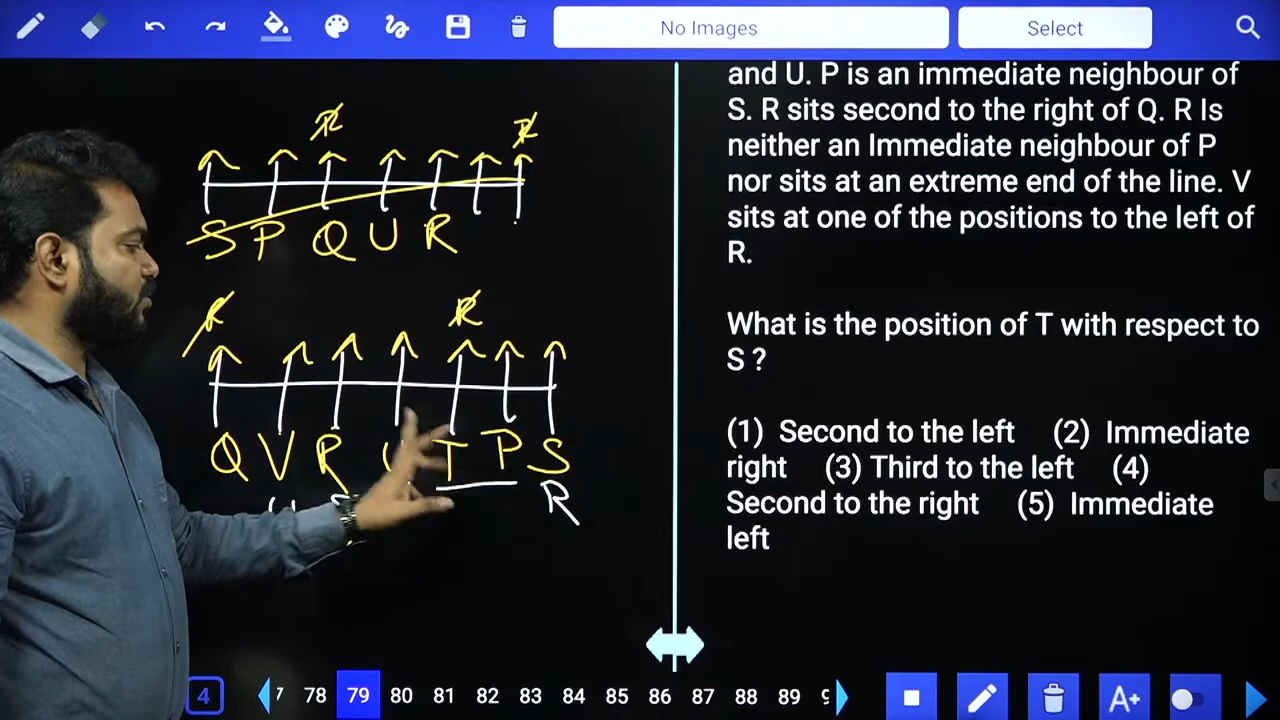 No Images
Select
and U. P is an immediate neighbour of
S. R sits second to the right of Q. R Is
neither an Immediate neighbour of P
nor sits at an extreme end of the line. V
sits at one of the positions to the left of
R.
What is the position of T with respect to
S ?
(1) Second to the left (2) Immediate
right (3) Third to the left (4)
Second to the right (5) Immediate
left
R R
S P Q U R
R R
Q V R T P S
R
4
78 79 80 81 82 83 84 85 86 87 88 89
A+